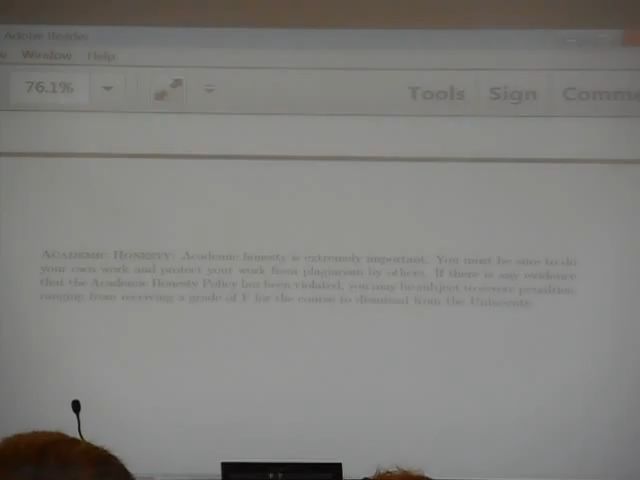 Adobe Reader
Window Help
76.1%
Tools Sign Comme
ACADEMIC HONESTY: Academic honesty is extremely important. You must be sure to do
your own work and protect your work from plagiarism by others. If there is any evidence
that the Academic Honesty Policy has been violated, you may be subject to severe penalties,
ranging from receiving a grade of F for the course to dismissal from the University.